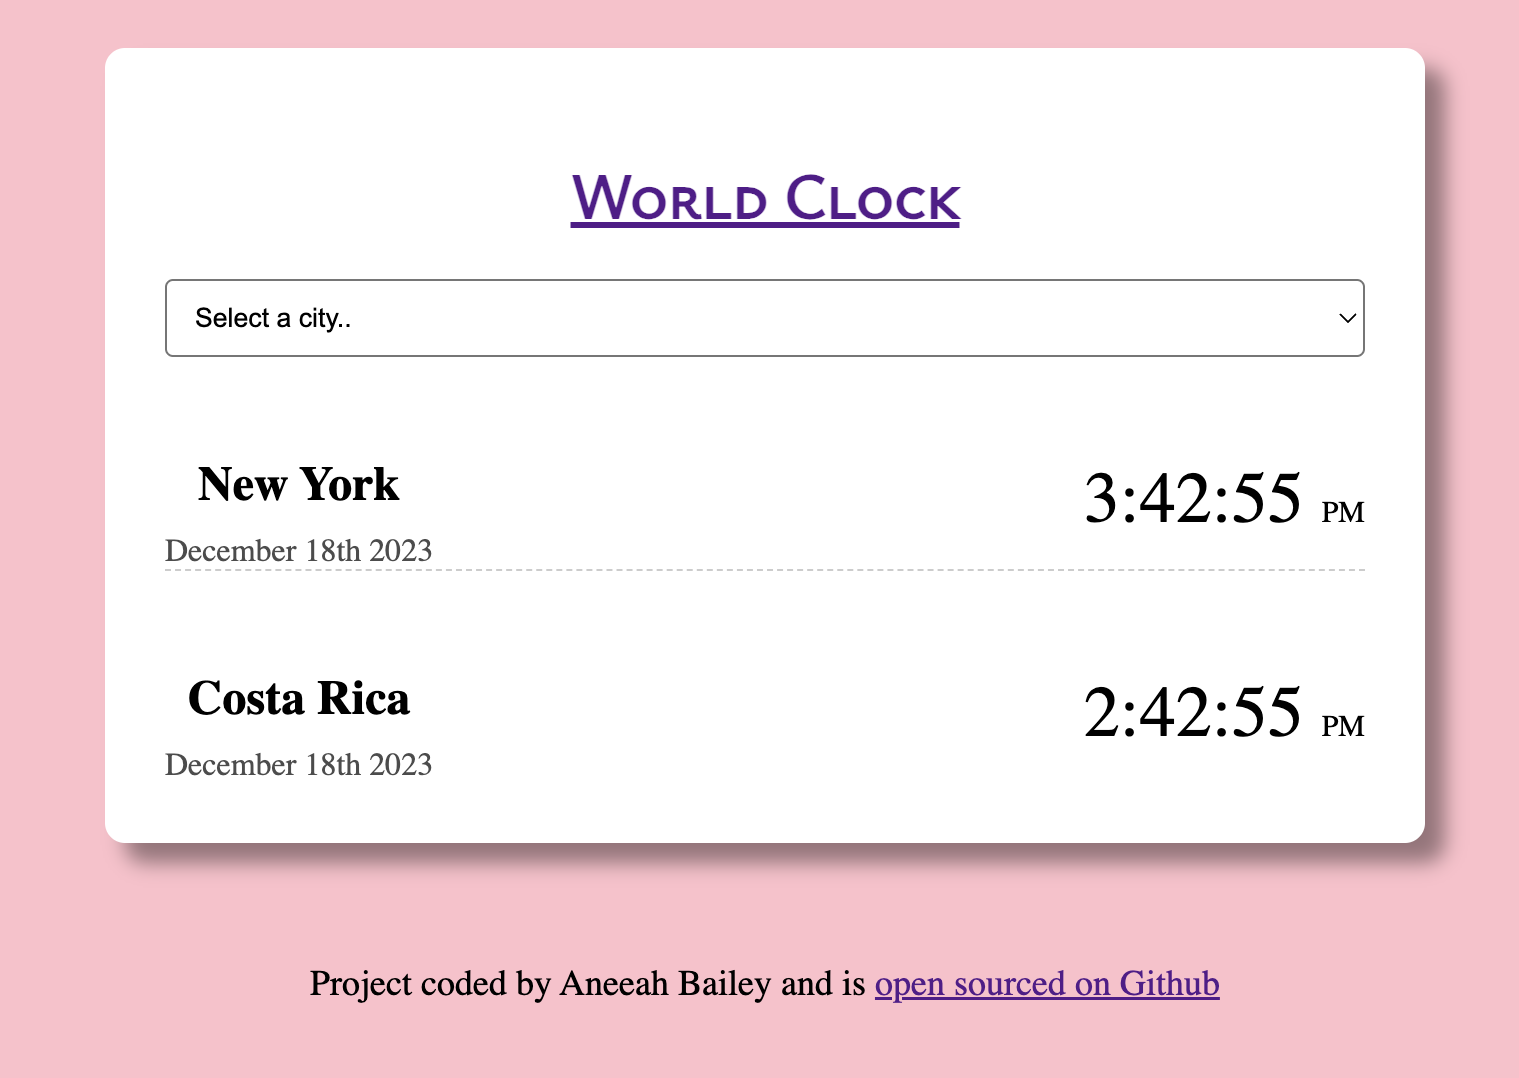 World Clock
Select a city..
New York
3:42:55 PM
December 18th 2023
Costa Rica
2:42:55 PM
December 18th 2023
Project coded by Aneeah Bailey and is open sourced on Github